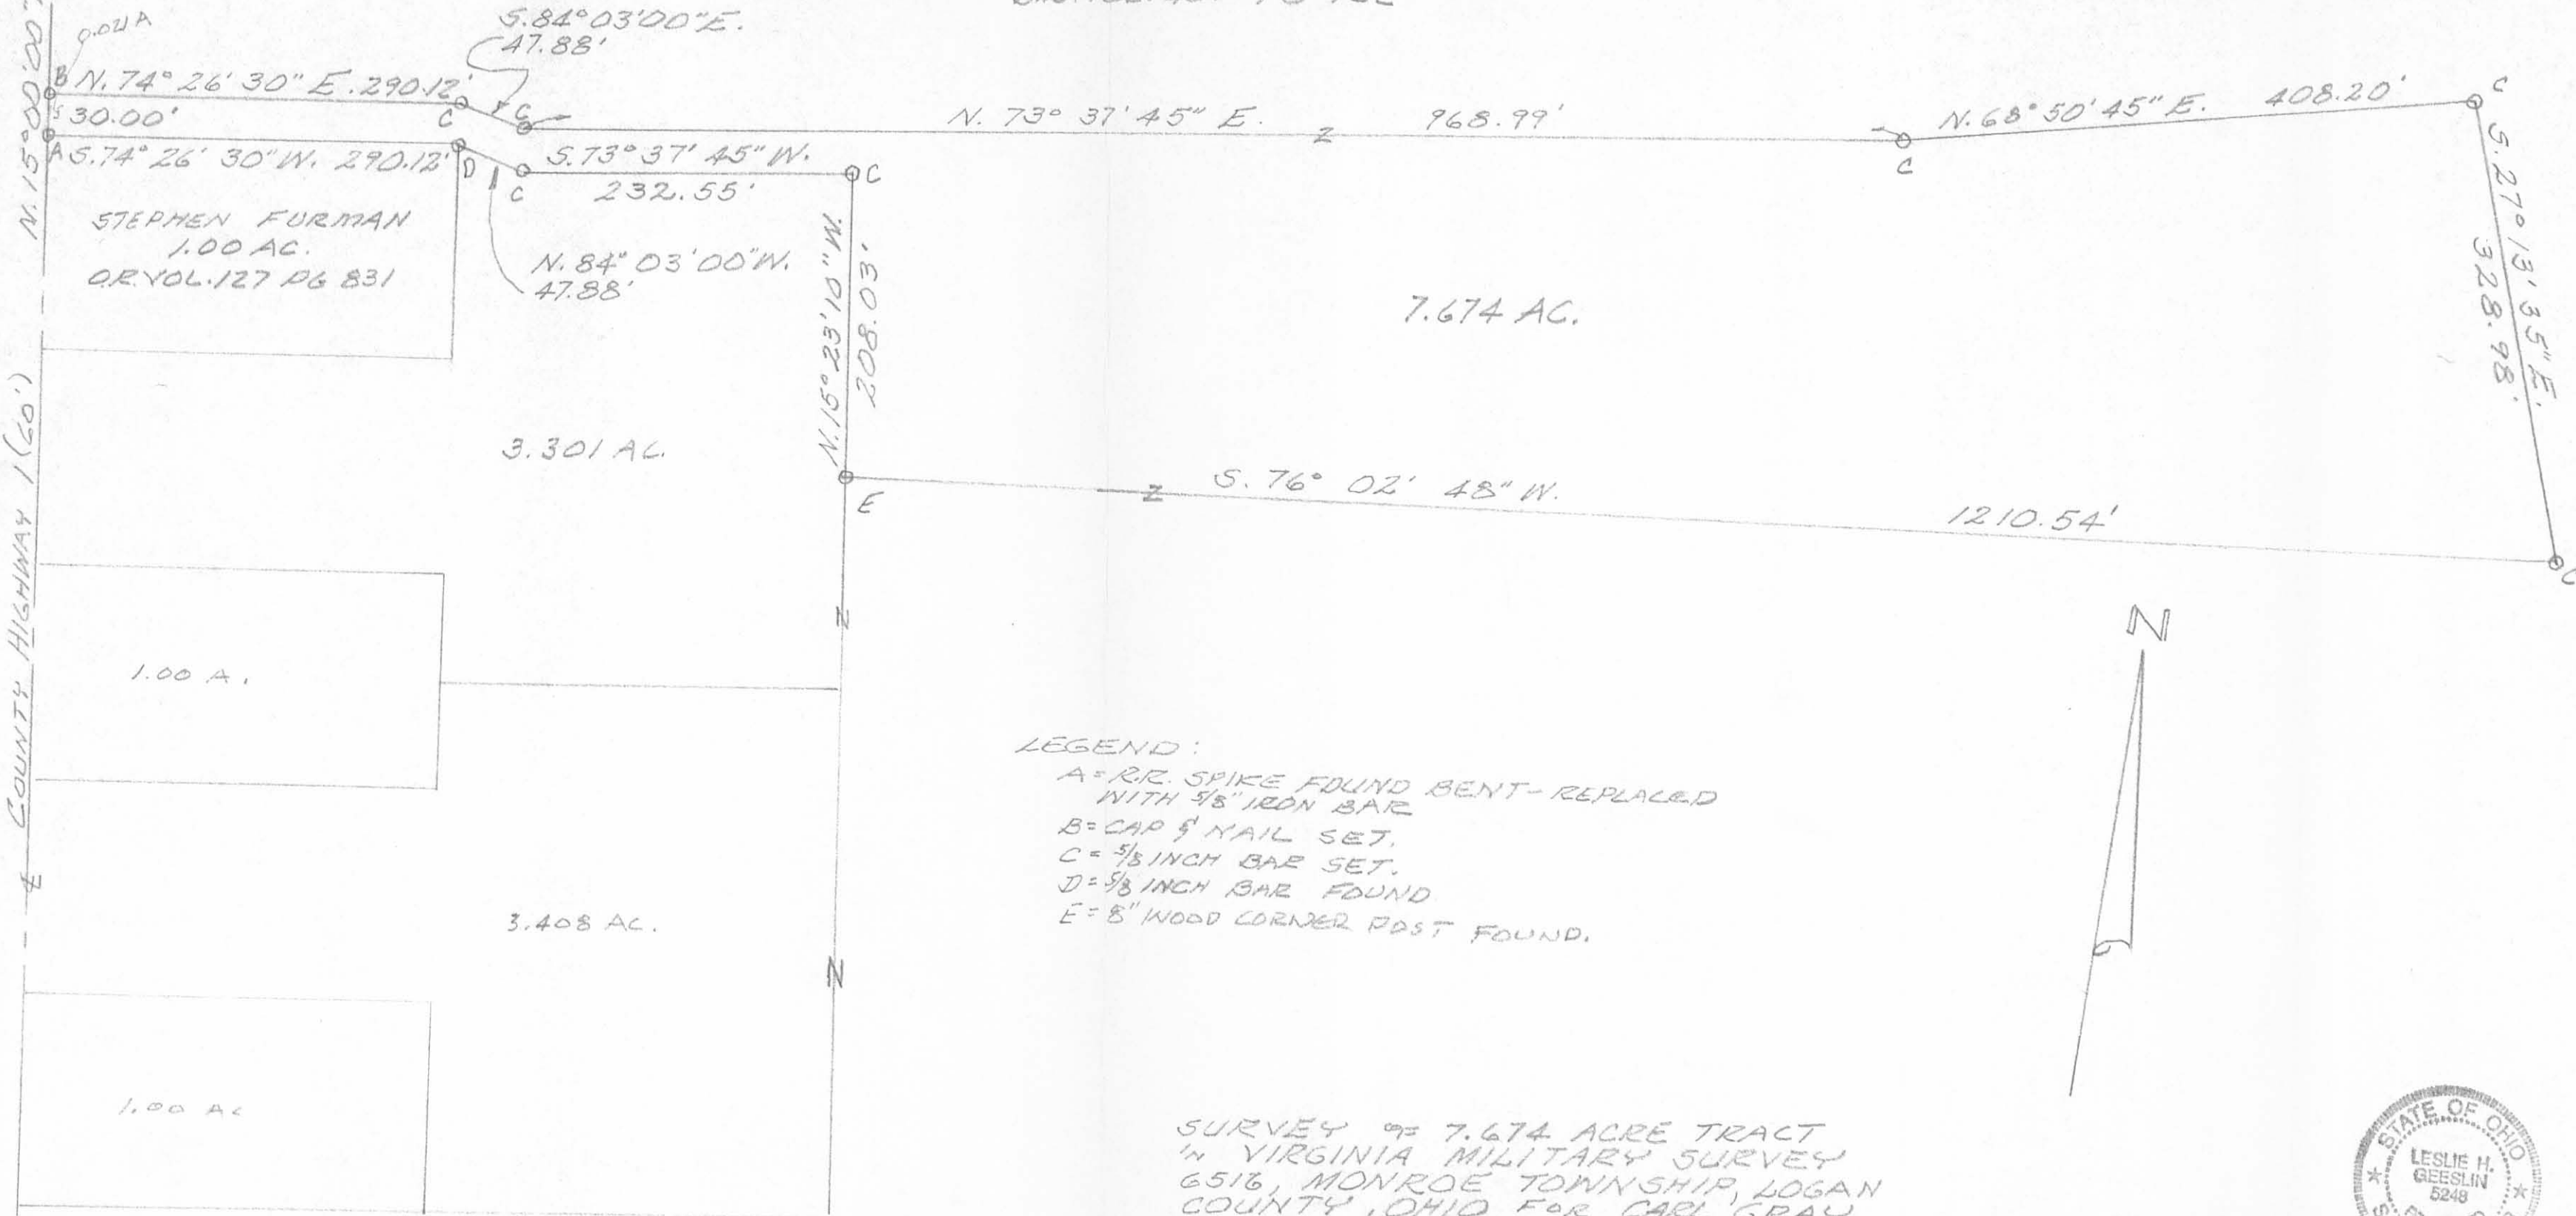 S.84°03'00"E.
47.88'
N. 15°00'00"
B N. 74° 26' 30" E. 290.12'
C
C
30.00'
A S.74° 26' 30" W. 290.12'
D
C
N. 73° 37' 45" E. 968.99'
C
N. 68° 50' 45" E. 408.20'
C
S. 27° 13' 35" E.
328.98'
C
S. 73° 37' 45" W.
232.55'
C
STEPHEN FURMAN
1.00 AC.
O.R. VOL. 127 PG 831
N. 84° 03' 00" W.
47.88'
N. 15° 23' 10" W.
208.03'
7.674 AC.
3.301 AC.
E
S. 76° 02' 48" W.
1210.54'
COUNTY HIGHWAY 1 (60')
1.00 A.
3.408 AC.
1.00 AC
N
LEGEND:
A = R.R. SPIKE FOUND BENT - REPLACED
WITH 5/8" IRON BAR
B = CAP & NAIL SET.
C = 5/8 INCH BAR SET.
D = 5/8 INCH BAR FOUND
E = 8" WOOD CORNER POST FOUND.
SURVEY OF 7.674 ACRE TRACT
IN VIRGINIA MILITARY SURVEY
6516, MONROE TOWNSHIP, LOGAN
COUNTY, OHIO FOR CARL GRAY
STATE OF OHIO
LESLIE H.
GEESLIN
5248